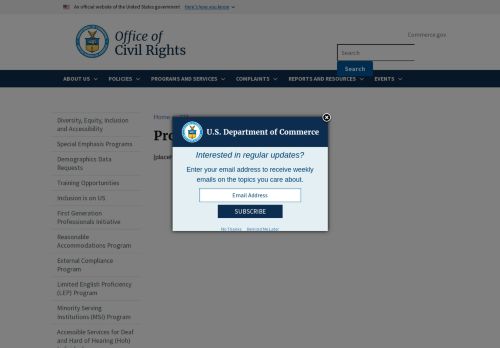 An official website of the United States government Here's how you know
Commerce.gov
Office of
Civil Rights
Search
Search
ABOUT US POLICIES PROGRAMS AND SERVICES COMPLAINTS REPORTS AND RESOURCES EVENTS
Diversity, Equity, Inclusion
and Accessibility
Special Emphasis Programs
Demographics Data
Requests
Training Opportunities
Inclusion is on US
First Generation
Professionals Initiative
Reasonable
Accommodations Program
External Compliance
Program
Limited English Proficiency
(LEP) Program
Minority Serving
Institutions (MSI) Program
Accessible Services for Deaf
and Hard of Hearing (HoH)
Home
Pro
[placeh
U.S. Department of Commerce
Interested in regular updates?
Enter your email address to receive weekly
emails on the topics you care about.
Email Address
SUBSCRIBE
No Thanks Remind Me Later